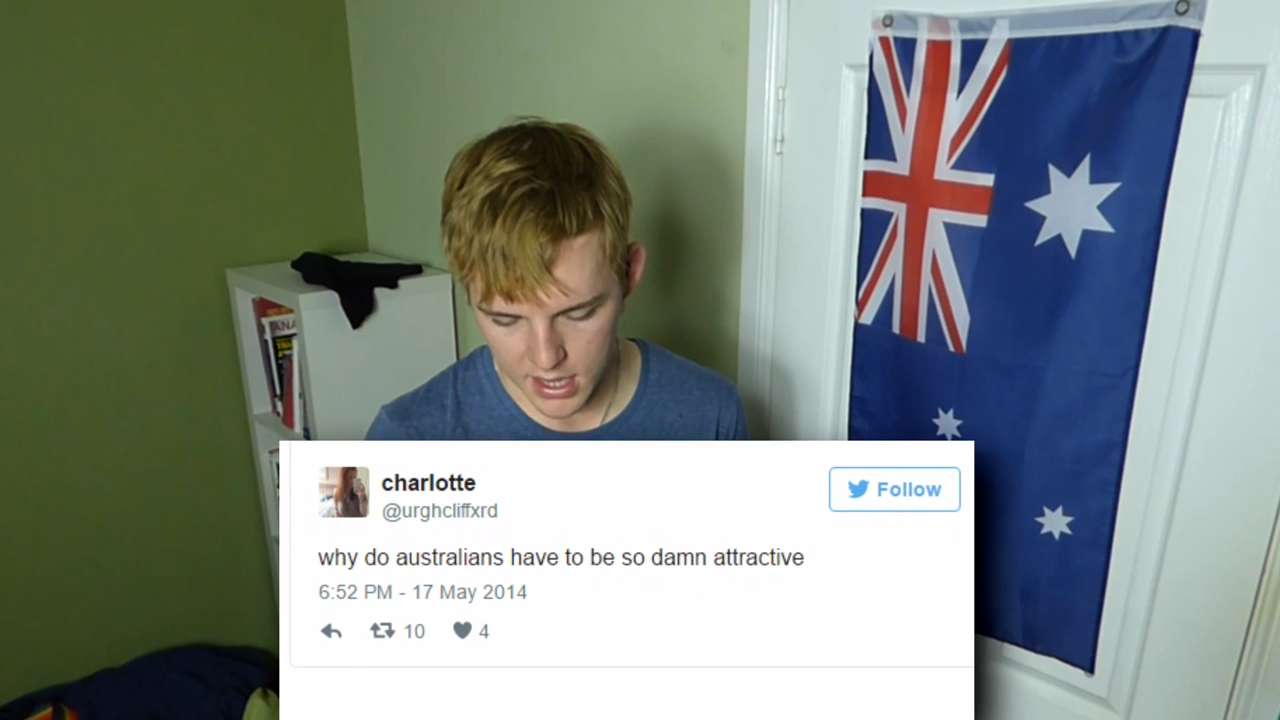 charlotte
@urghcliffxrd
Follow
why do australians have to be so damn attractive
6:52 PM - 17 May 2014
10
4